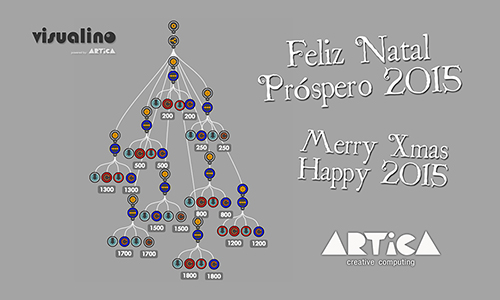 visualino
ARTiCA
Feliz Natal
Próspero 2015
Merry Xmas
Happy 2015
200 200
250 250
500 500
1300 1300
800 800
1500 1500
1200 1200
1700 1700
1800 1800
ARTiCA
creative computing